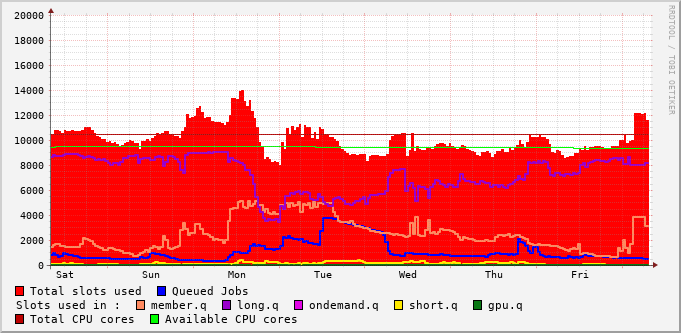 20000
18000
16000
14000
12000
10000
8000
6000
4000
2000
0
Sat Sun Mon Tue Wed Thu Fri
RRDTOOL / TOBI OETIKER
Total slots used Queued Jobs
Slots used in : member.q long.q ondemand.q short.q gpu.q
Total CPU cores Available CPU cores